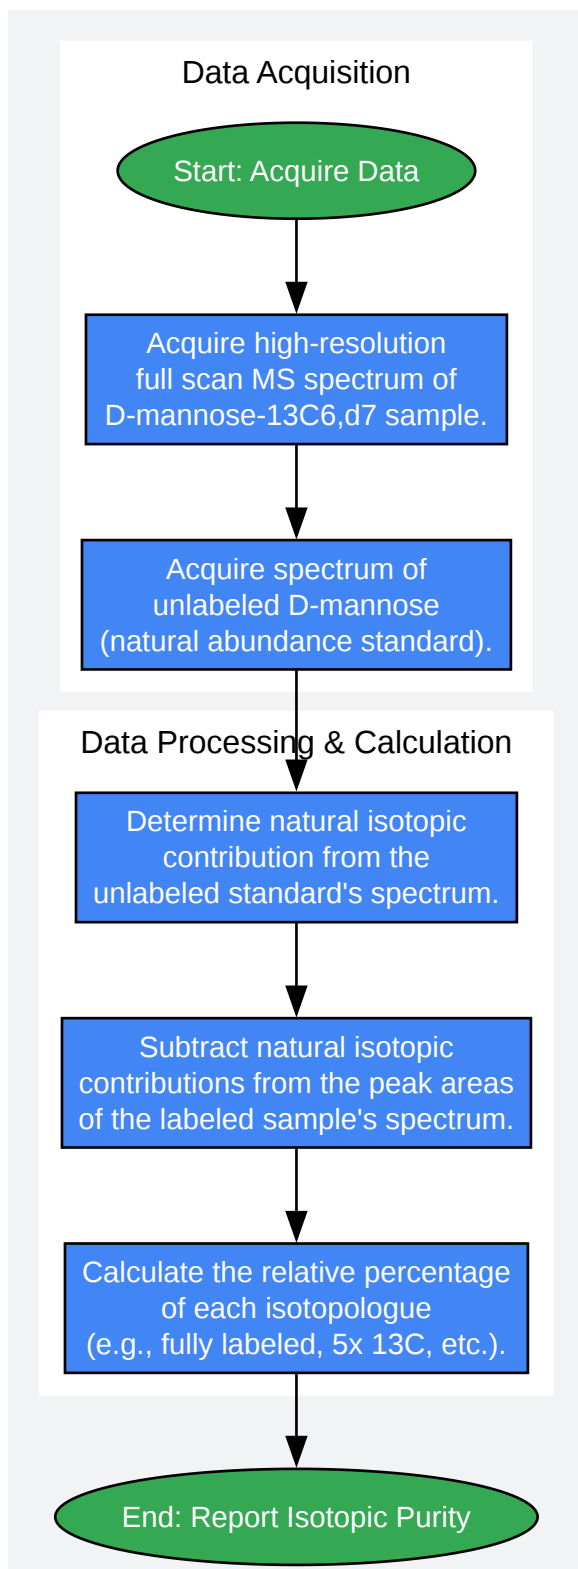 Data Acquisition
Start: Acquire Data
Acquire high-resolution
full scan MS spectrum of
D-mannose-13C6,d7 sample.
Acquire spectrum of
unlabeled D-mannose
(natural abundance standard).
Data Processing & Calculation
Determine natural isotopic
contribution from the
unlabeled standard's spectrum.
Subtract natural isotopic
contributions from the peak areas
of the labeled sample's spectrum.
Calculate the relative percentage
of each isotopologue
(e.g., fully labeled, 5x 13C, etc.).
End: Report Isotopic Purity